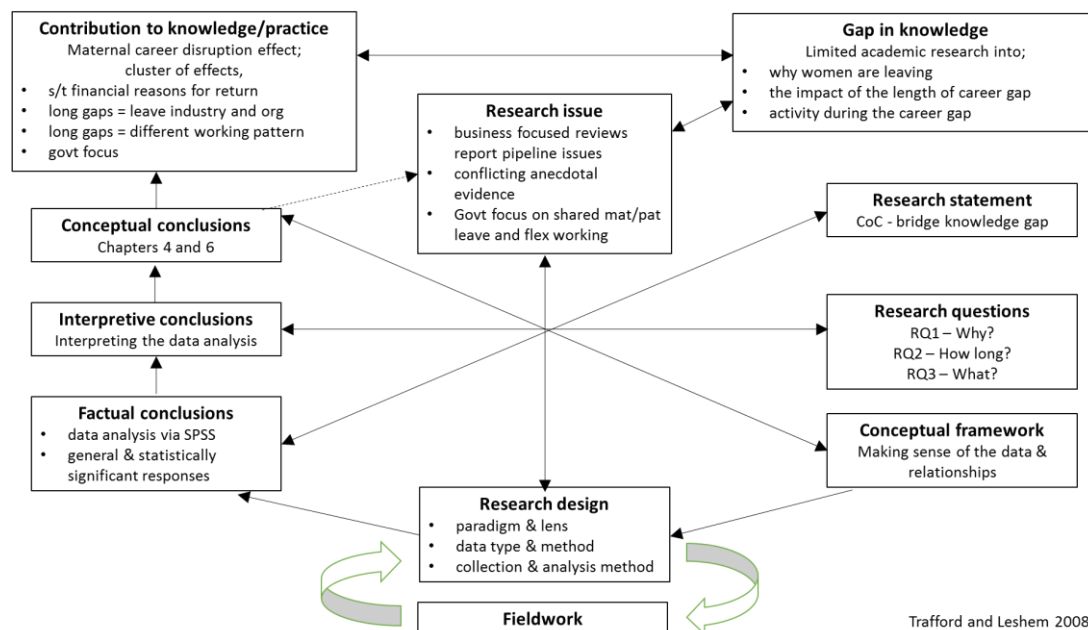 Contribution to knowledge/practice
Maternal career disruption effect;
cluster of effects,
• s/t financial reasons for return
• long gaps = leave industry and org
• long gaps = different working pattern
• govt focus
Gap in knowledge
Limited academic research into;
• why women are leaving
• the impact of the length of career gap
• activity during the career gap
Research issue
• business focused reviews
report pipeline issues
• conflicting anecdotal
evidence
• Govt focus on shared mat/pat
leave and flex working
Research statement
CoC - bridge knowledge gap
Conceptual conclusions
Chapters 4 and 6
Interpretive conclusions
Interpreting the data analysis
Research questions
RQ1 – Why?
RQ2 – How long?
RQ3 – What?
Factual conclusions
• data analysis via SPSS
• general & statistically
significant responses
Conceptual framework
Making sense of the data &
relationships
Research design
• paradigm & lens
• data type & method
• collection & analysis method
Fieldwork
Trafford and Leshem 2008